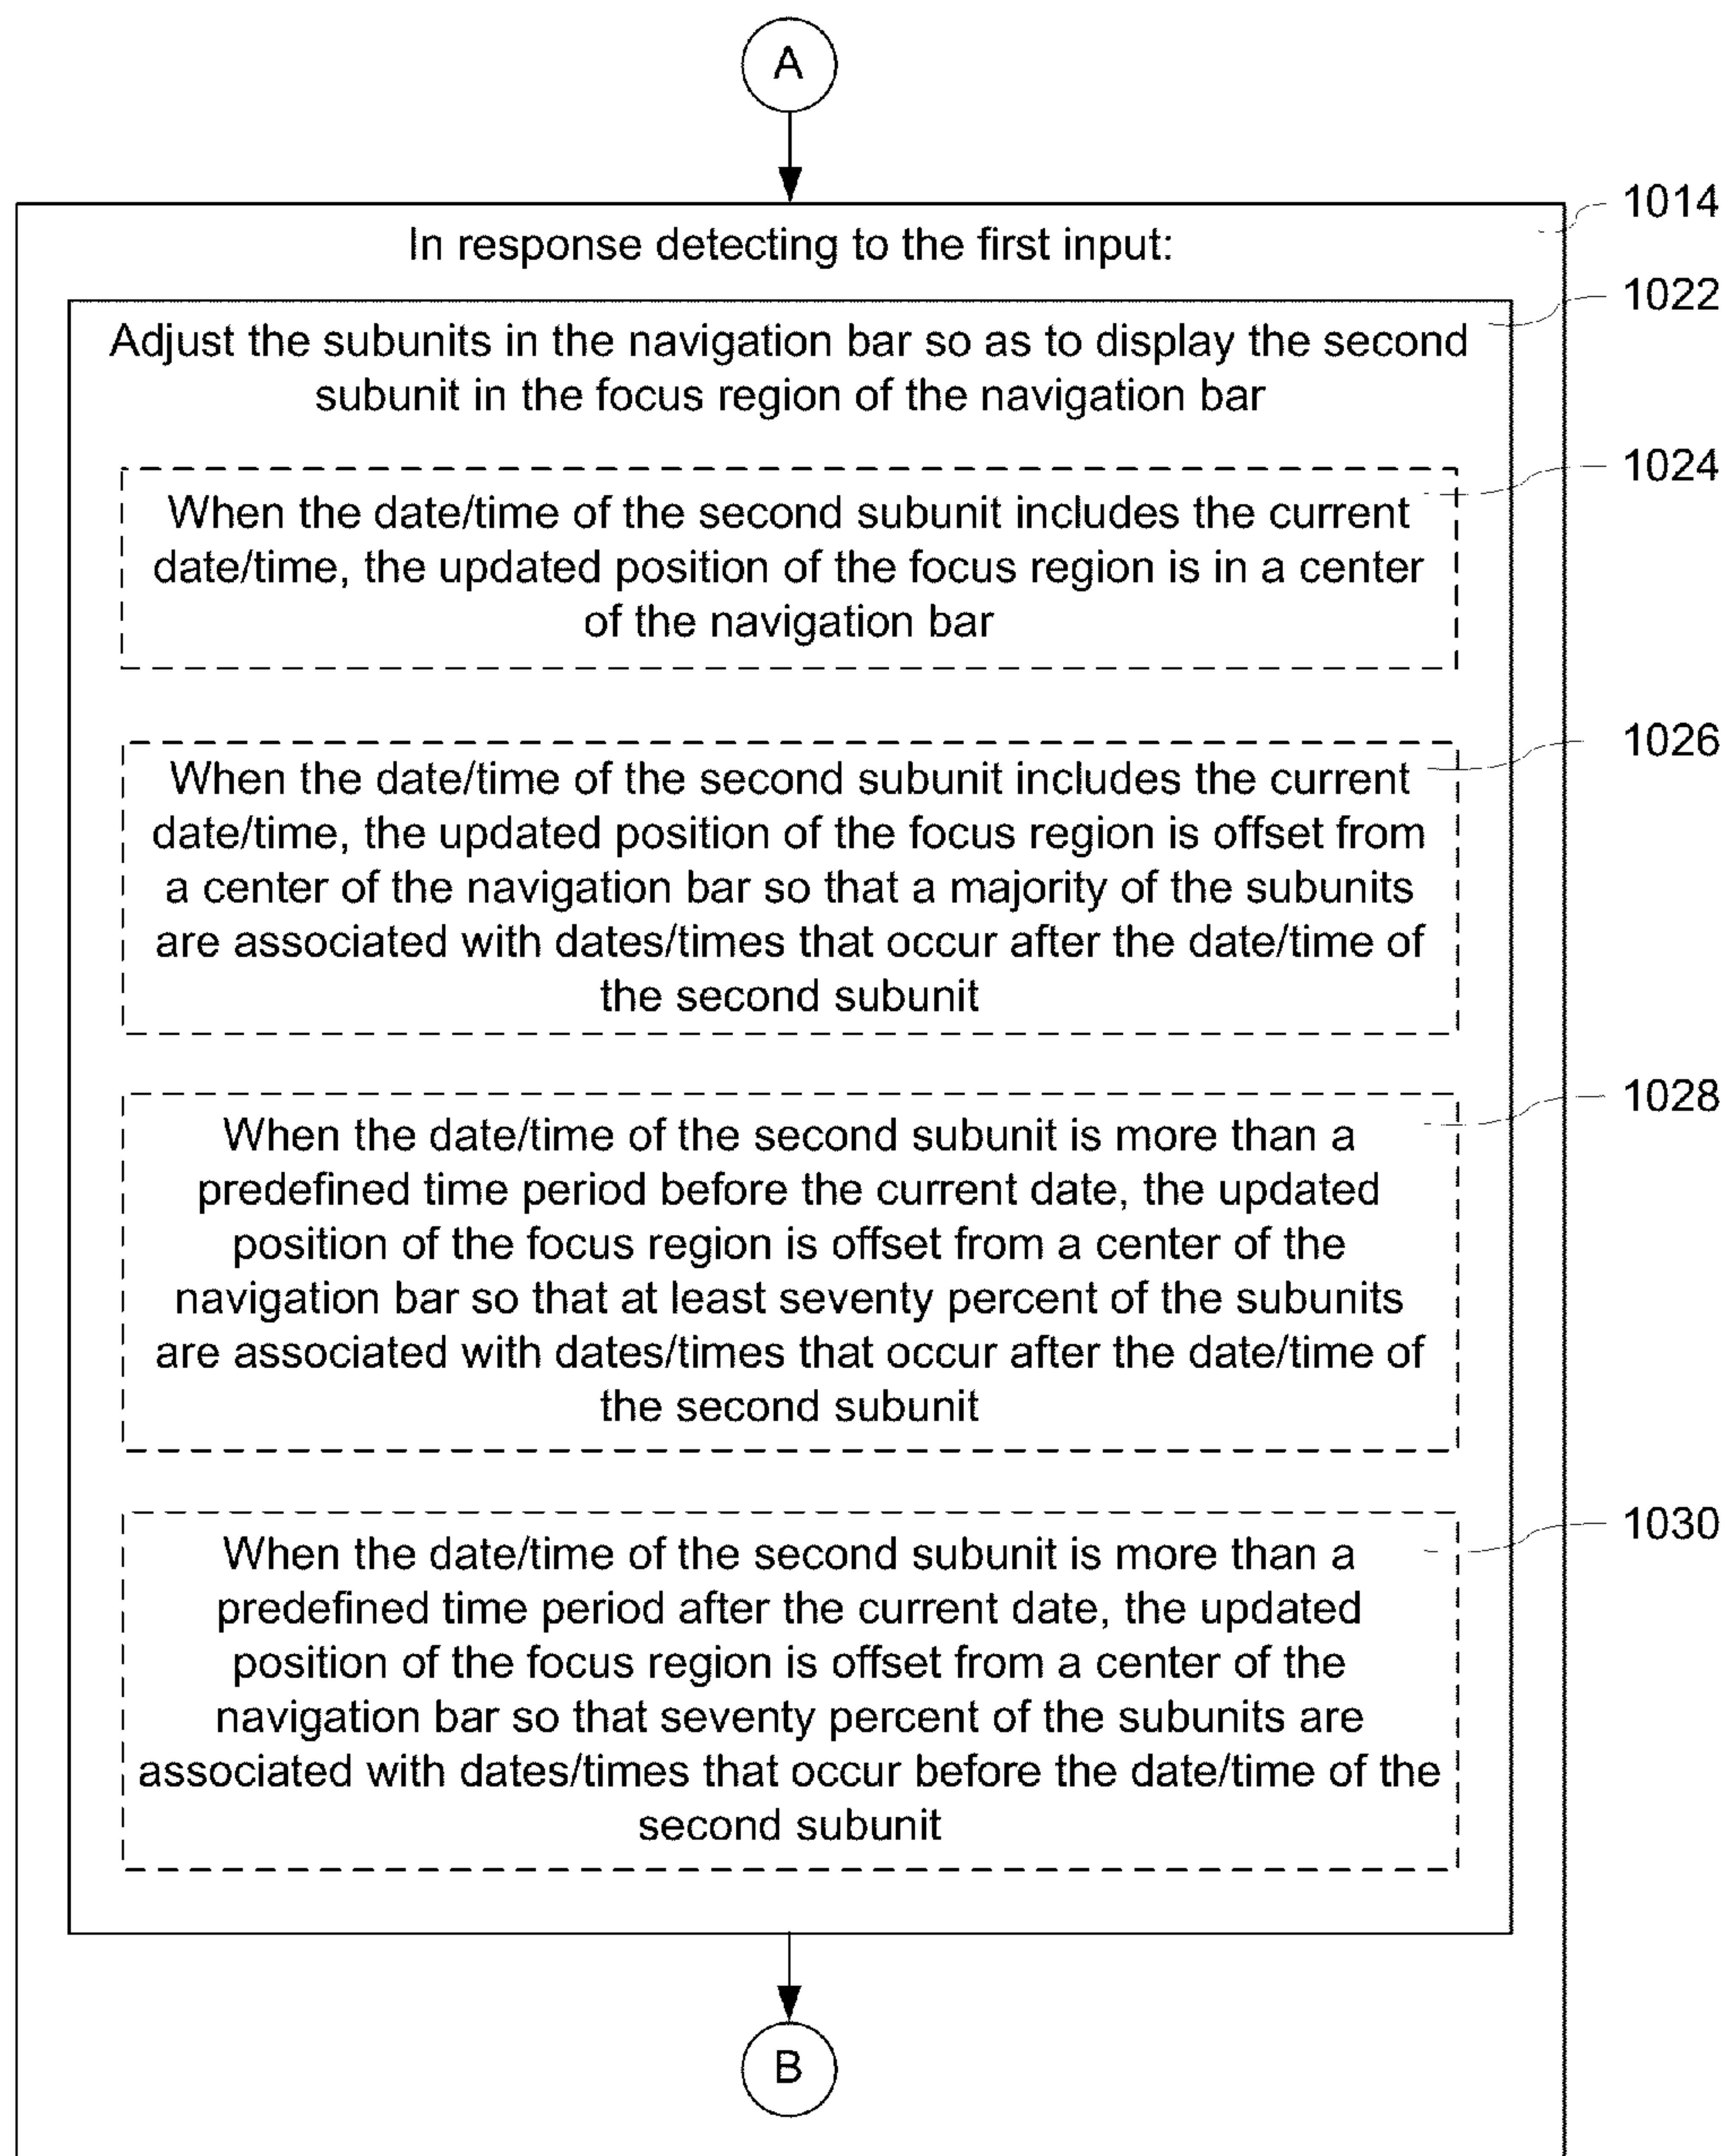 A
1014
In response detecting to the first input:
1022
Adjust the subunits in the navigation bar so as to display the second
subunit in the focus region of the navigation bar
1024
When the date/time of the second subunit includes the current
date/time, the updated position of the focus region is in a center
of the navigation bar
1026
When the date/time of the second subunit includes the current
date/time, the updated position of the focus region is offset from
a center of the navigation bar so that a majority of the subunits
are associated with dates/times that occur after the date/time of
the second subunit
1028
When the date/time of the second subunit is more than a
predefined time period before the current date, the updated
position of the focus region is offset from a center of the
navigation bar so that at least seventy percent of the subunits
are associated with dates/times that occur after the date/time of
the second subunit
1030
When the date/time of the second subunit is more than a
predefined time period after the current date, the updated
position of the focus region is offset from a center of the
navigation bar so that seventy percent of the subunits are
associated with dates/times that occur before the date/time of the
second subunit
B